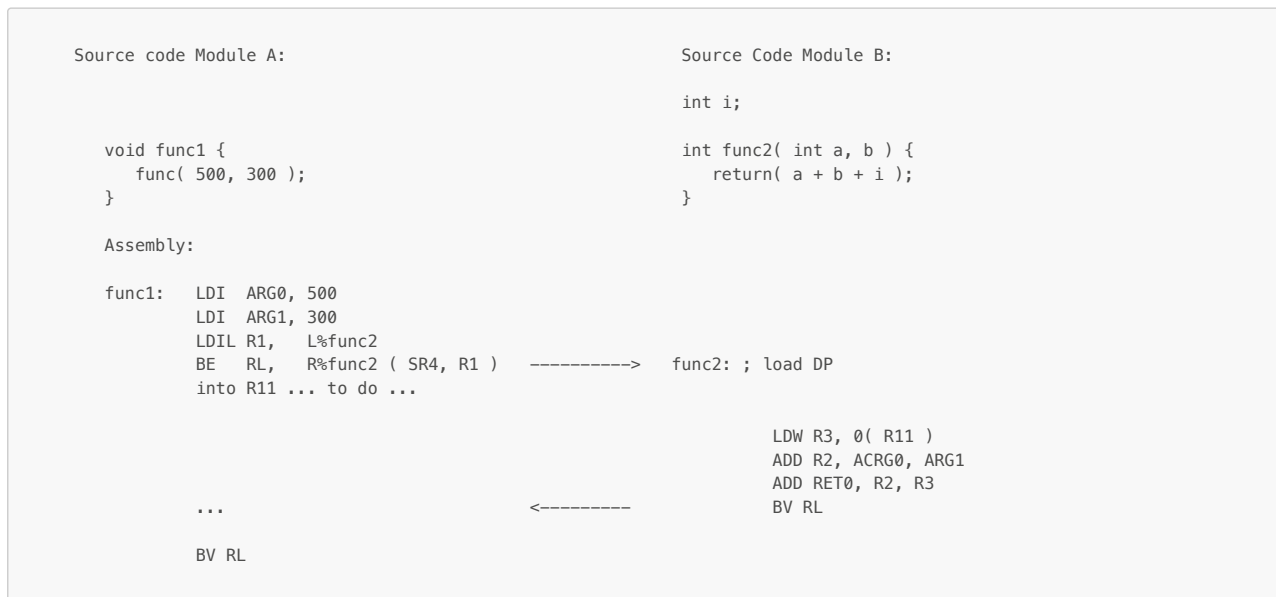 Source code Module A:                                        Source Code Module B:
                                                             int i;
void func1 {                                                 int func2( int a, b ) {
   func( 500, 300 );                                            return( a + b + i );
}                                                            }
Assembly:
func1:   LDI  ARG0, 500
         LDI  ARG1, 300
         LDIL R1,   L%func2
         BE   RL,   R%func2 ( SR4, R1 )   ---------->   func2: ; load DP
         into R11 ... to do ...
                                                                  LDW R3, 0( R11 )
                                                                  ADD R2, ACRG0, ARG1
                                                                  ADD RET0, R2, R3
         ...                              <---------              BV RL
         BV RL